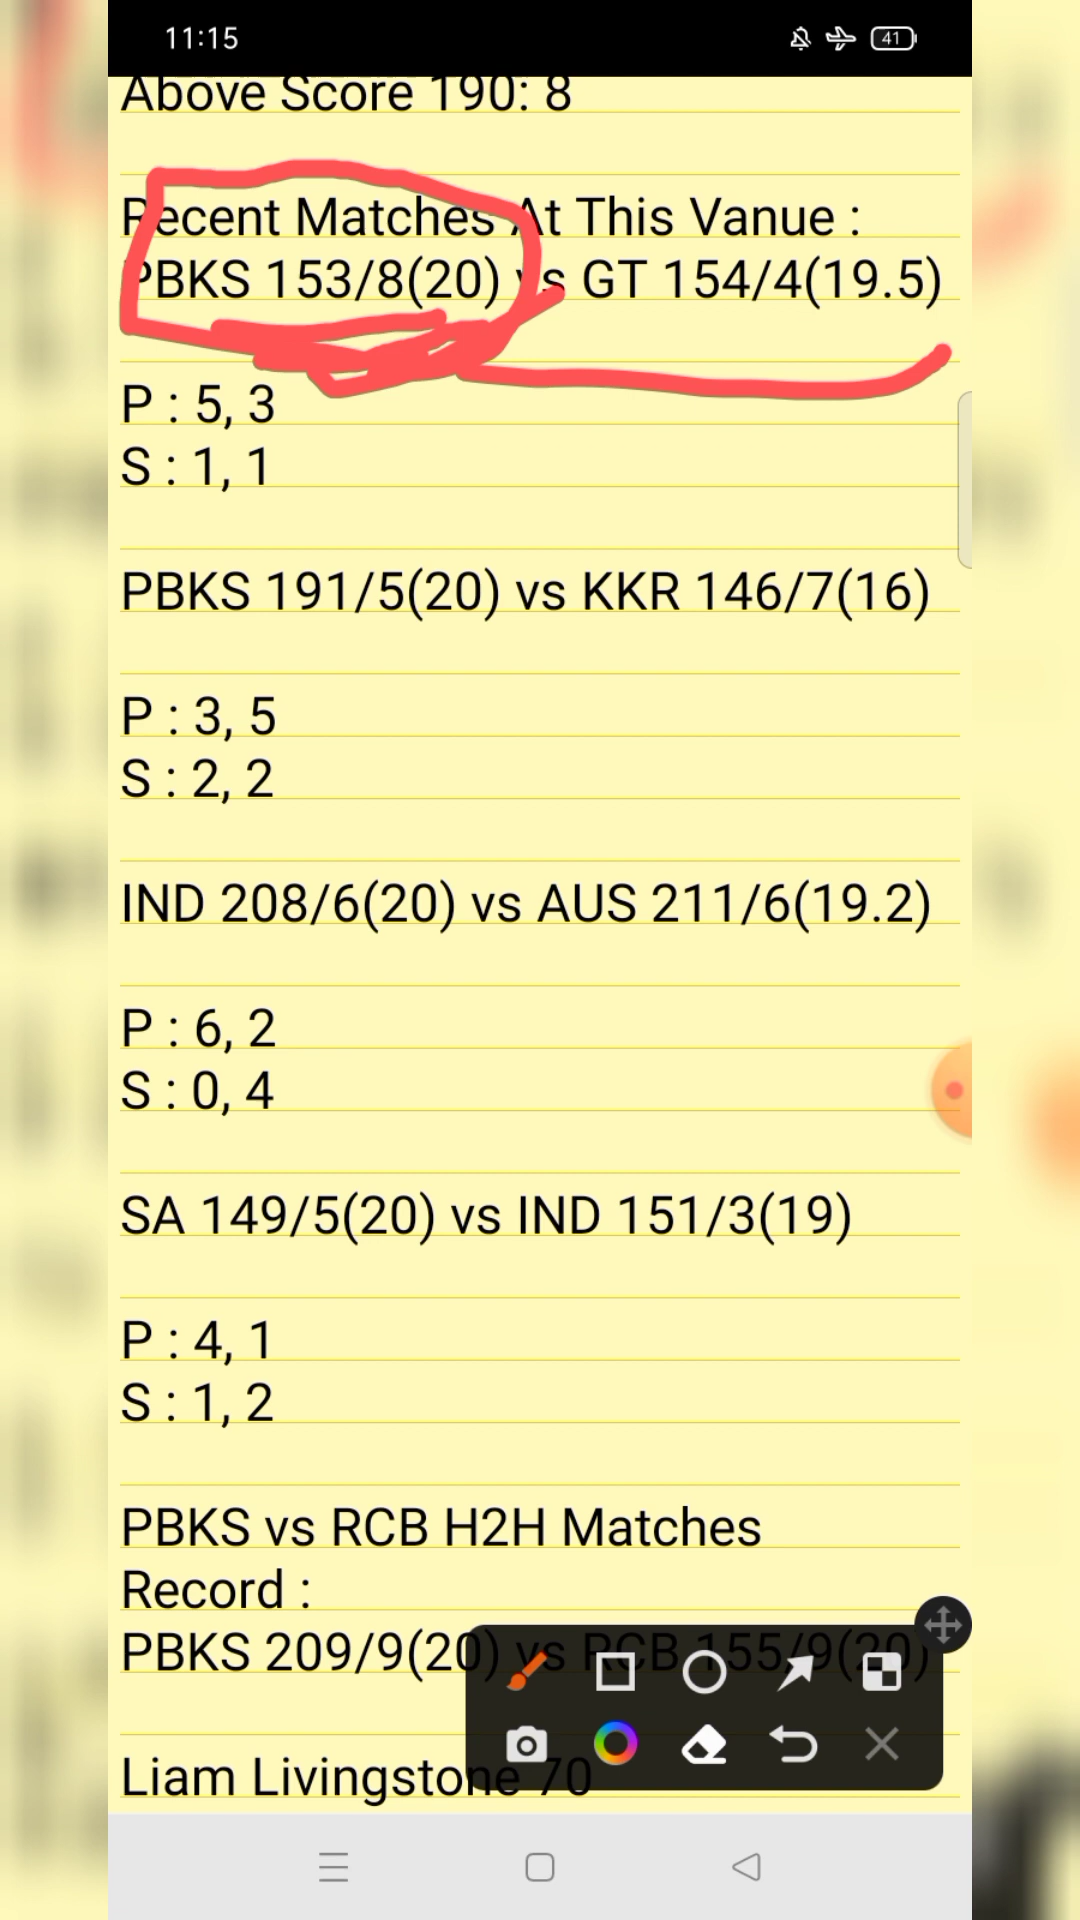 11:15
41
Above Score 190: 8
Recent Matches At This Vanue :
PBKS 153/8(20) vs GT 154/4(19.5)
P : 5, 3
S : 1, 1
PBKS 191/5(20) vs KKR 146/7(16)
P : 3, 5
S : 2, 2
IND 208/6(20) vs AUS 211/6(19.2)
P : 6, 2
S : 0, 4
SA 149/5(20) vs IND 151/3(19)
P : 4, 1
S : 1, 2
PBKS vs RCB H2H Matches
Record :
PBKS 209/9(20) vs RCB 155/9(20)
Liam Livingstone 70